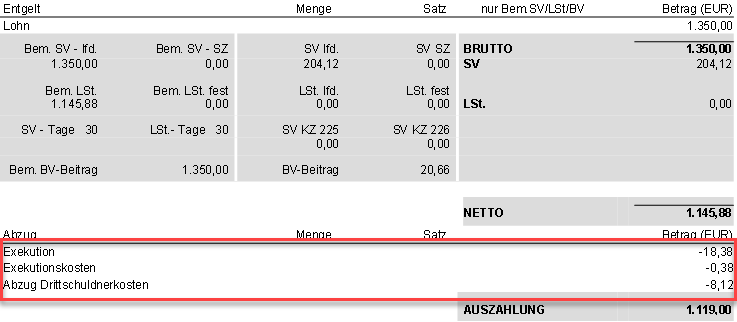 Entgelt Menge Satz nur Bem.SV/LSt/BV Betrag (EUR)
Lohn 1.350,00
Bem. SV - lfd. Bem. SV - SZ SV lfd. SV SZ BRUTTO 1.350,00
1.350,00 0,00 204,12 0,00 SV 204,12
Bem. LSt. Bem. LSt. fest LSt. lfd. LSt. fest
1.145,88 0,00 0,00 0,00 LSt. 0,00
SV - Tage 30 LSt.- Tage 30 SV KZ 225 SV KZ 226
0,00 0,00
Bem. BV-Beitrag 1.350,00 BV-Beitrag 20,66
NETTO 1.145,88
Abzug Menge Satz Betrag (EUR)
Exekution -18,38
Exekutionskosten -0,38
Abzug Drittschuldnerkosten -8,12
AUSZAHLUNG 1.119,00